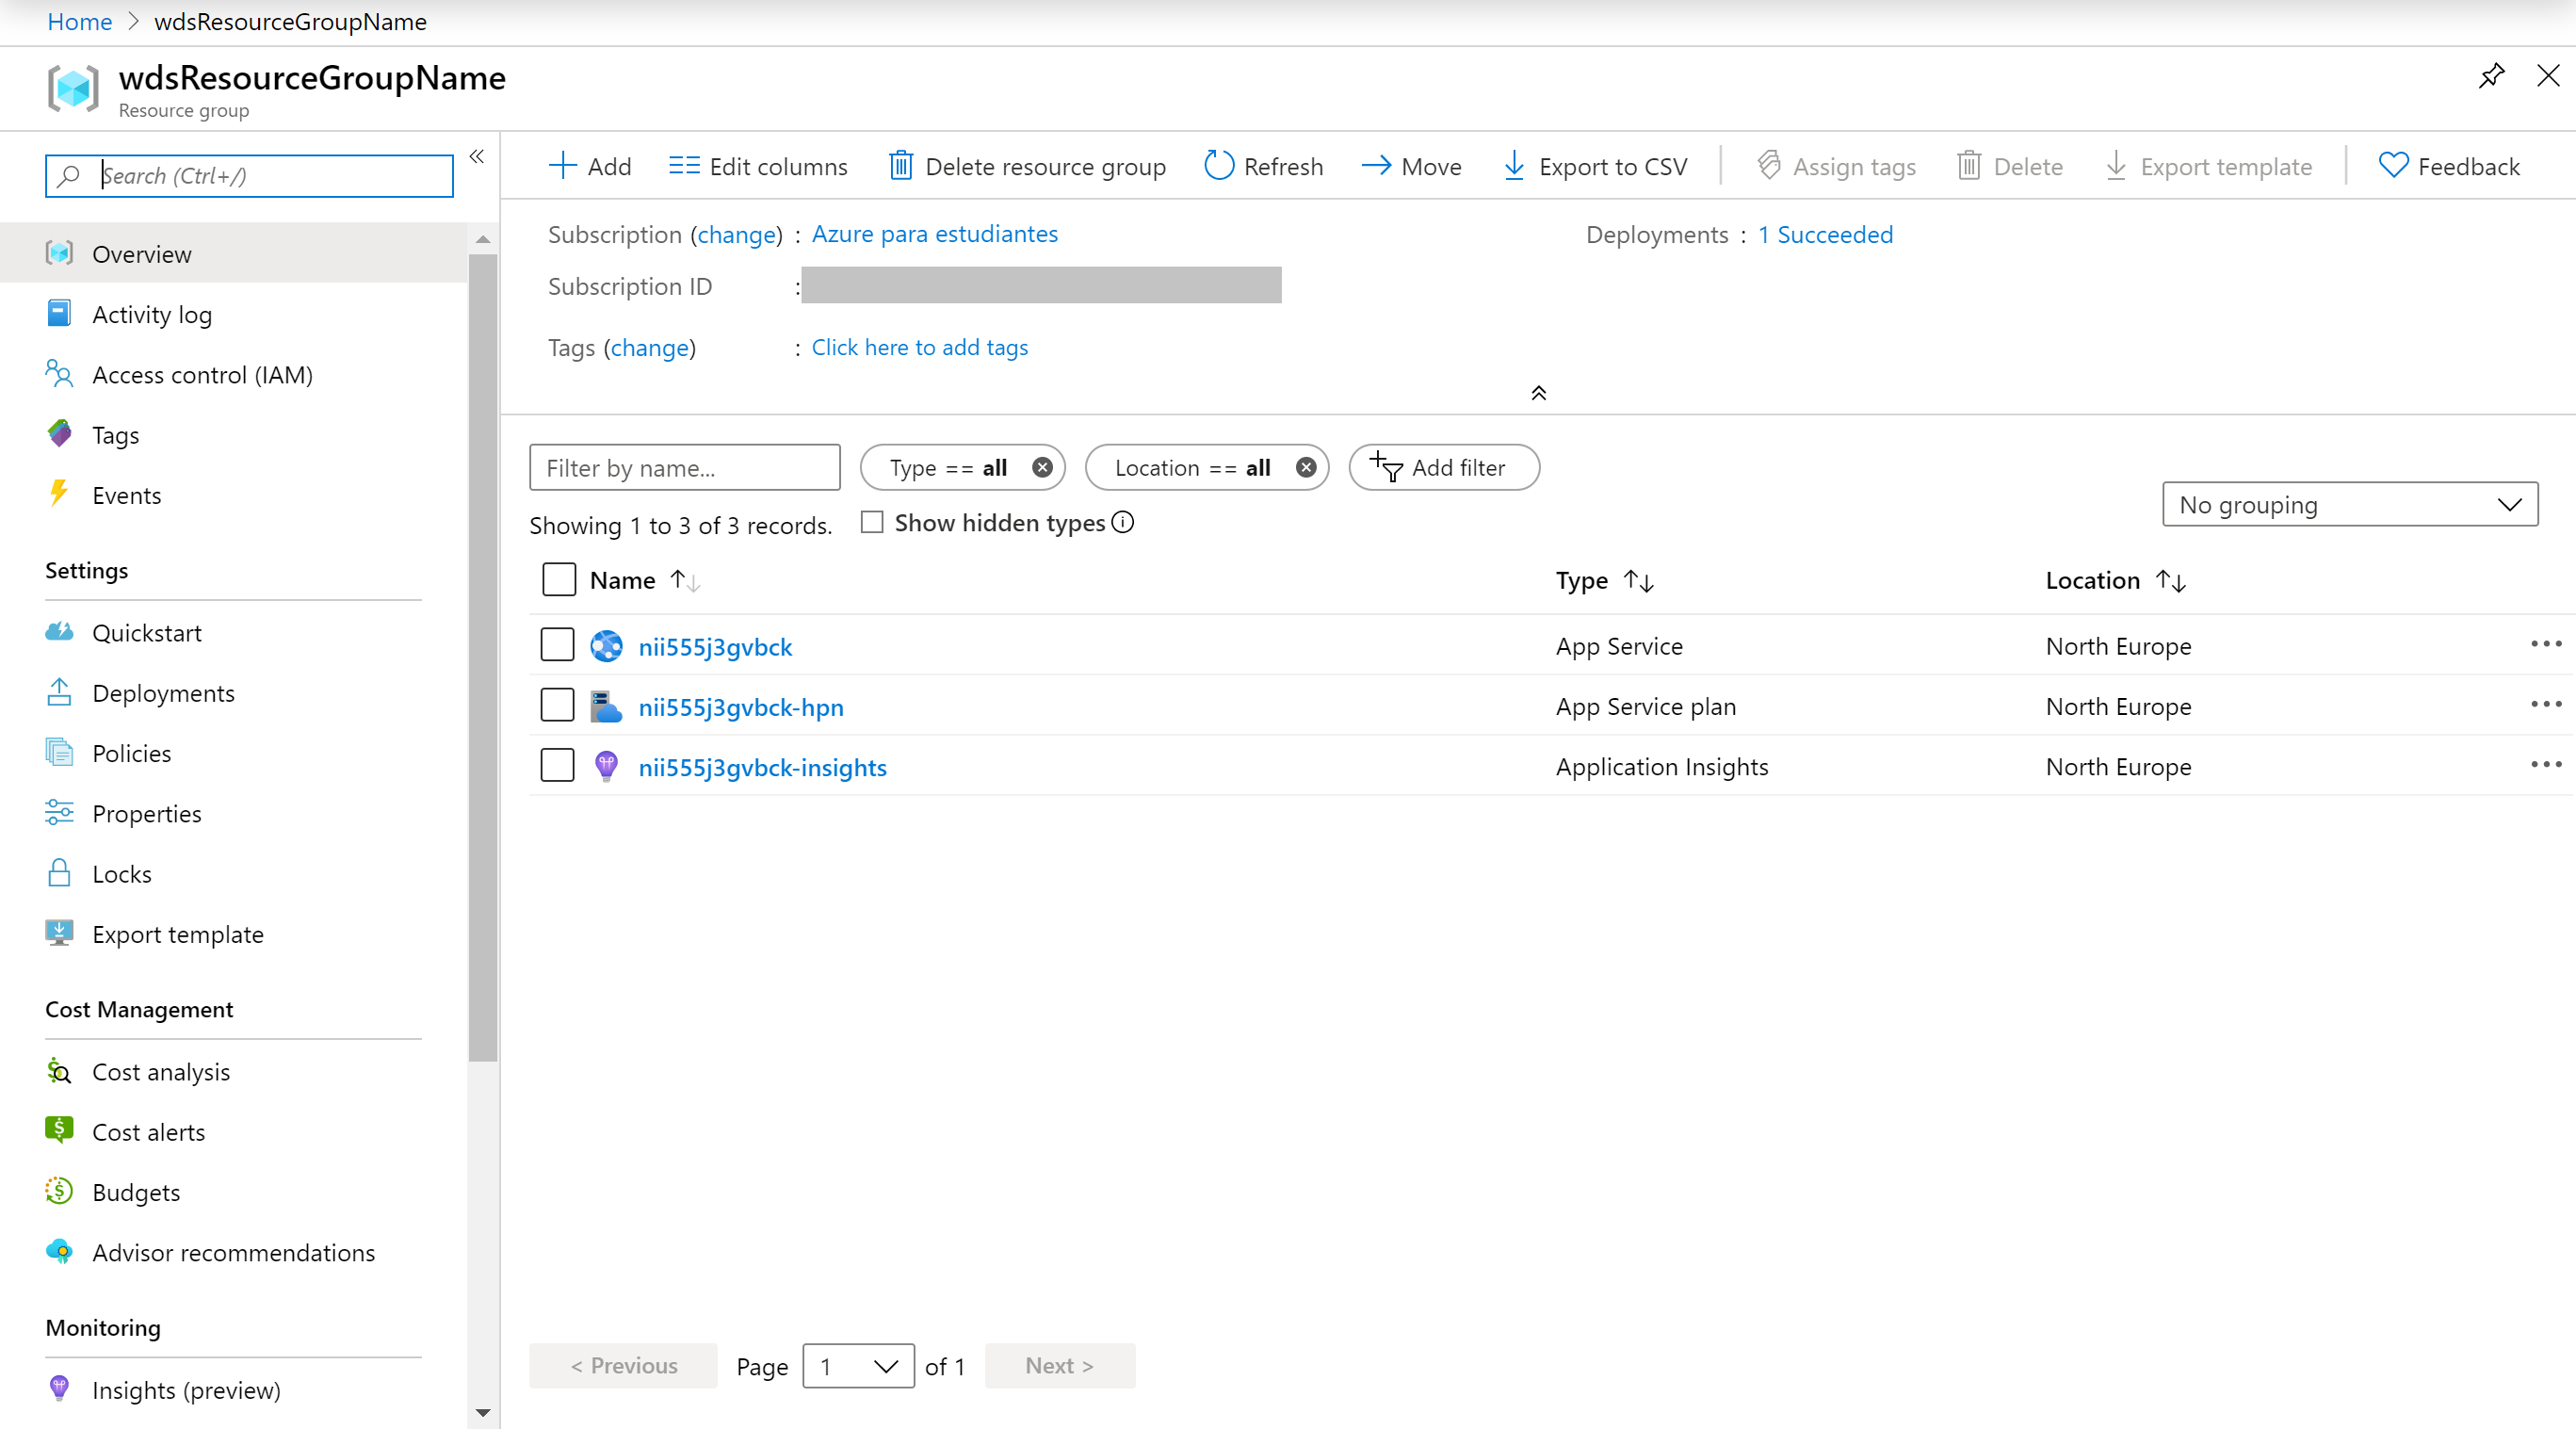 Home > wdsResourceGroupName
wdsResourceGroupName
Resource group
Search (Ctrl+/)
Overview
Activity log
Access control (IAM)
Tags
Events
Settings
Quickstart
Deployments
Policies
Properties
Locks
Export template
Cost Management
Cost analysis
Cost alerts
Budgets
Advisor recommendations
Monitoring
Insights (preview)
Add Edit columns Delete resource group Refresh Move Export to CSV Assign tags Delete Export template Feedback
Subscription (change) : Azure para estudiantes Deployments : 1 Succeeded
Subscription ID :
Tags (change) : Click here to add tags
Filter by name... Type == all Location == all Add filter
No grouping
Showing 1 to 3 of 3 records. Show hidden types
Name Type Location
nii555j3gvbck App Service North Europe
nii555j3gvbck-hpn App Service plan North Europe
nii555j3gvbck-insights Application Insights North Europe
< Previous Page 1 of 1 Next >